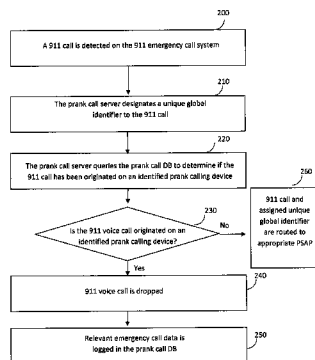 200
A 911 call is detected on the 911 emergency call system
210
The prank call server designates a unique global
identifier to the 911 call
220
The prank call server queries the prank call DB to determine if the
911 call has been originated on an identified prank calling device
230
Is the 911 voice call originated on an
identified prank calling device?
No
260
911 call and
assigned unique
global identifier
are routed to
appropriate PSAP
Yes
240
911 voice call is dropped
250
Relevant emergency call data is
logged in the prank call DB